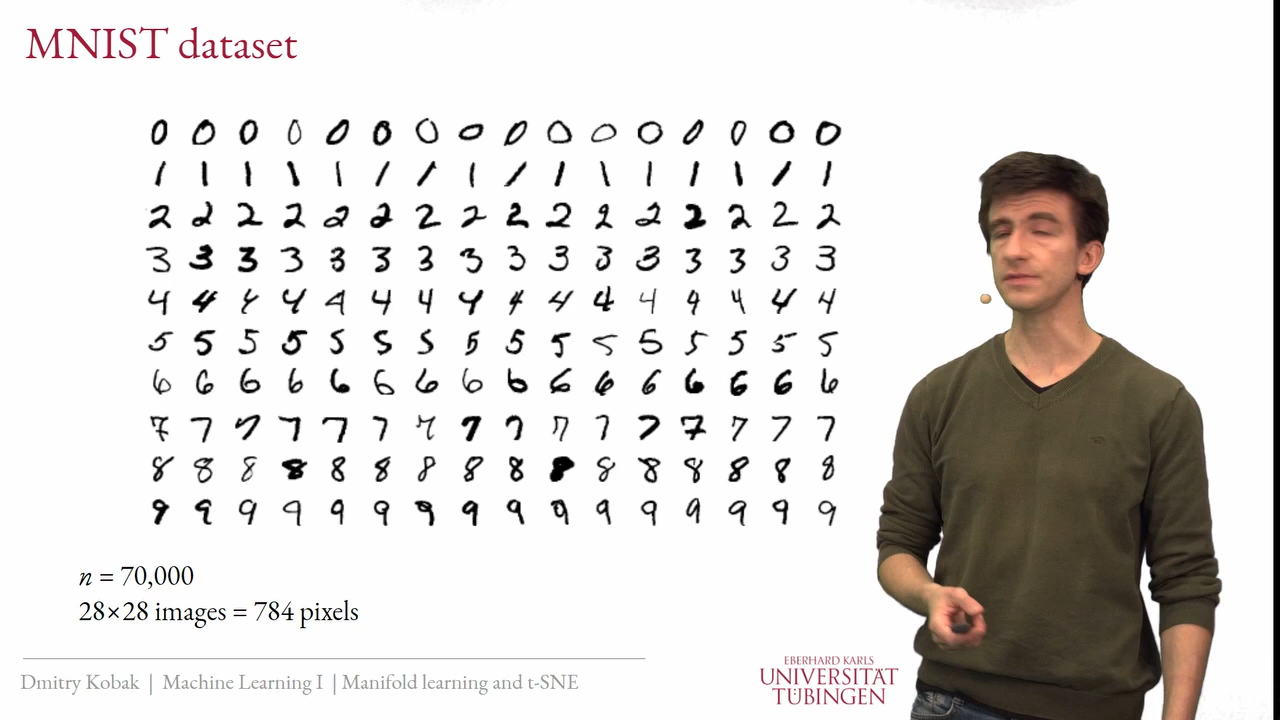 MNIST dataset
0 0 0 0 0 0 0 0 0 0 0 0 0 0 0 0
1 1 1 1 1 1 1 1 1 1 1 1 1 1 1 1
2 2 2 2 2 2 2 2 2 2 2 2 2 2 2 2
3 3 3 3 3 3 3 3 3 3 3 3 3 3 3 3
4 4 4 4 4 4 4 4 4 4 4 4 4 4 4 4
5 5 5 5 5 5 5 5 5 5 5 5 5 5 5 5
6 6 6 6 6 6 6 6 6 6 6 6 6 6 6 6
7 7 7 7 7 7 7 7 7 7 7 7 7 7 7 7
8 8 8 8 8 8 8 8 8 8 8 8 8 8 8 8
9 9 9 9 9 9 9 9 9 9 9 9 9 9 9 9
n = 70,000
28×28 images = 784 pixels
Dmitry Kobak | Machine Learning I | Manifold learning and t-SNE
EBERHARD KARLS
UNIVERSITÄT
TÜBINGEN